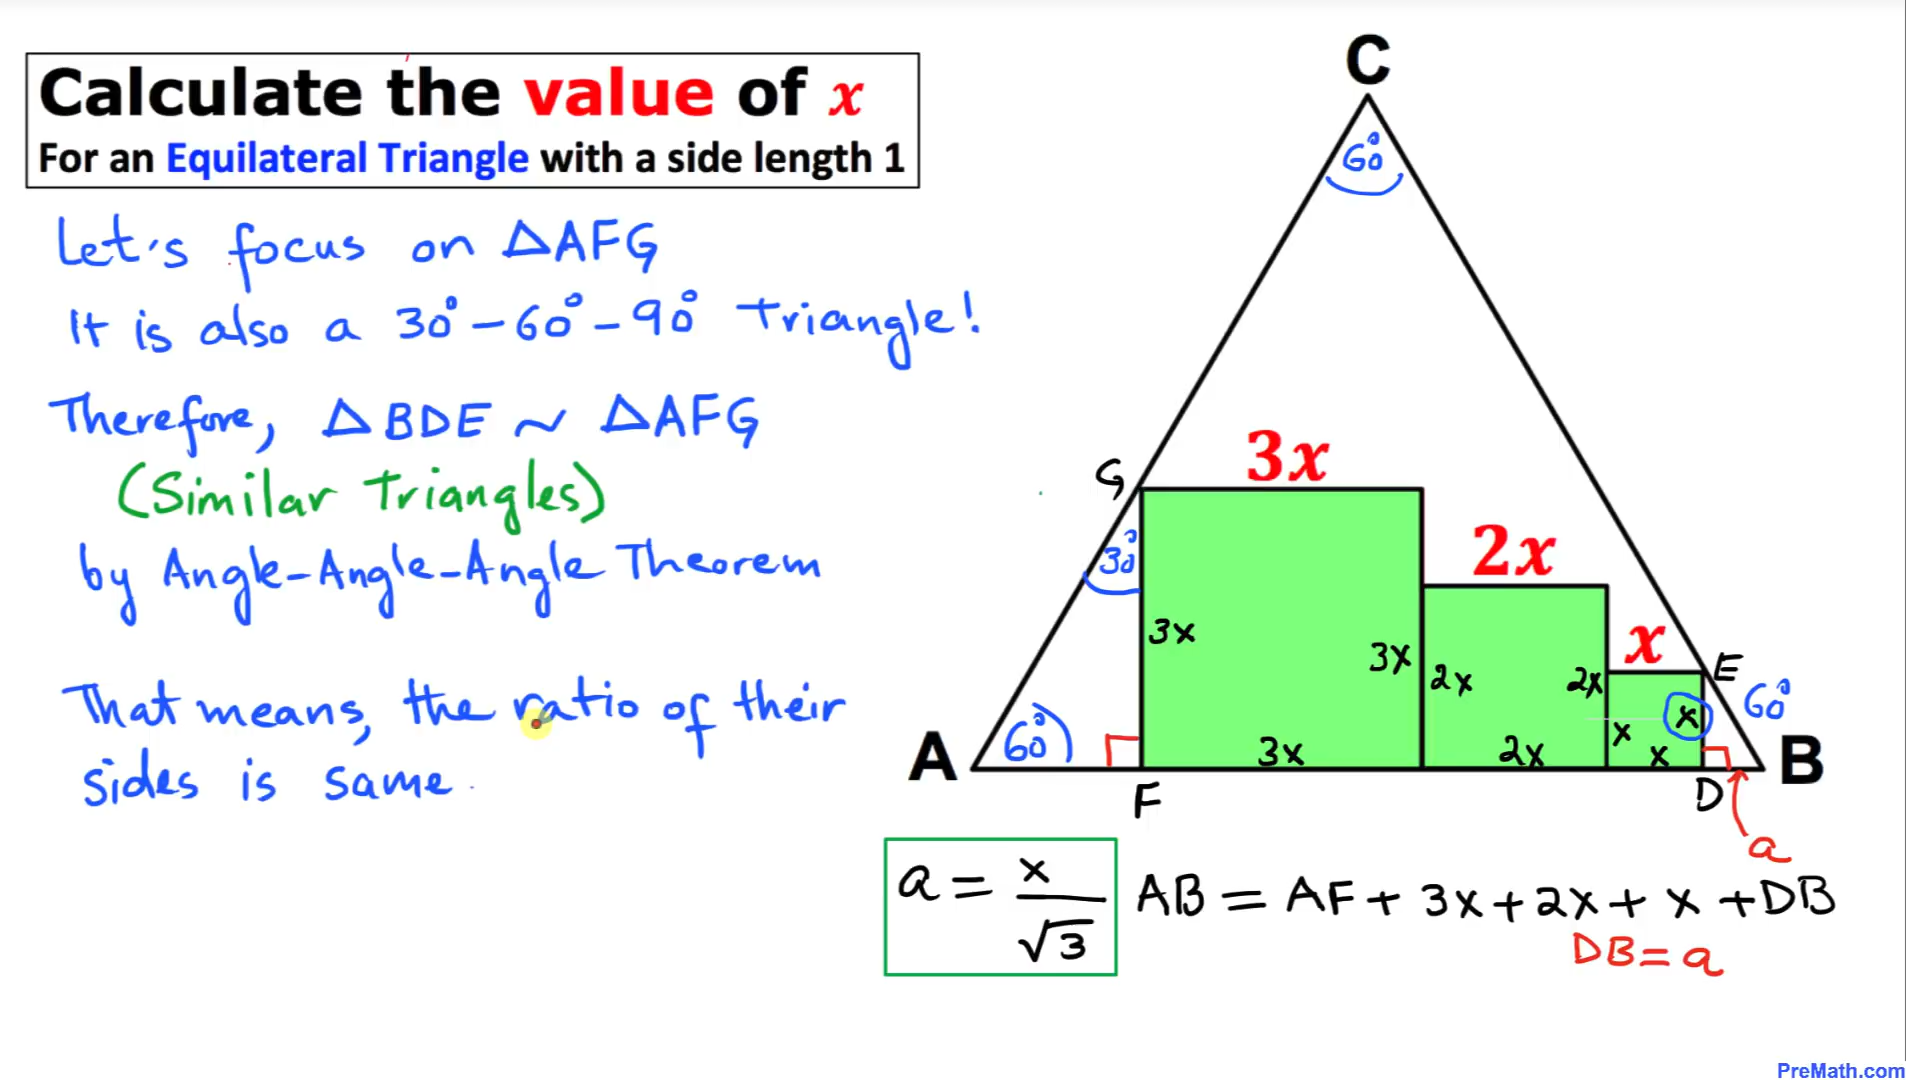 Calculate the value of x
For an Equilateral Triangle with a side length 1
Let's focus on △AFG
It is also a 30°-60°-90° Triangle!
Therefore, △BDE ~ △AFG
(Similar Triangles)
by Angle-Angle-Angle Theorem
That means, the ratio of their
sides is same.
C
60°
G
3x
30°
2x
3x
3x
2x
2x
x
E
x
60°
x
A
60°
3x
2x
x
B
F
D
a
a = x/√3
AB = AF + 3x + 2x + x + DB
DB = a
PreMath.com